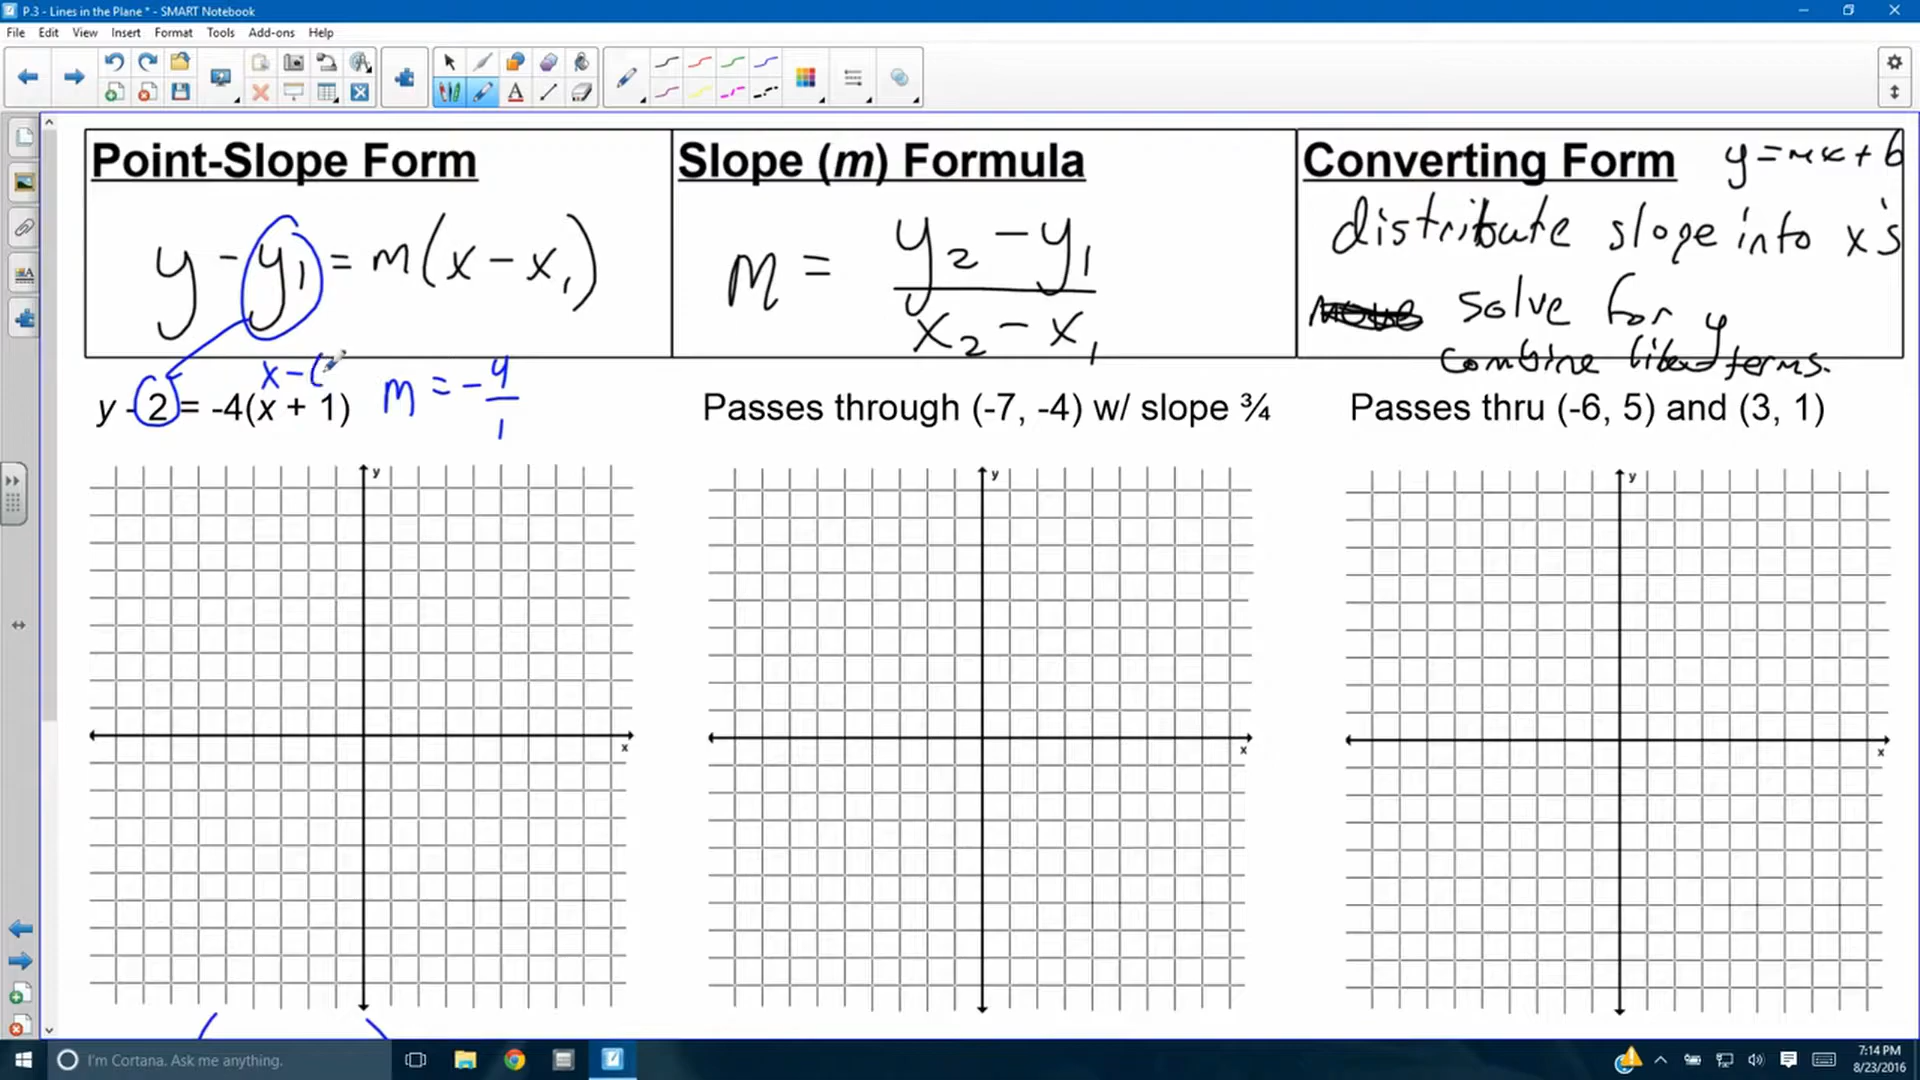 P.3 - Lines in the Plane * - SMART Notebook
File Edit View Insert Format Tools Add-ons Help
Point-Slope Form
y - y1 = m(x - x1)
Slope (m) Formula
m = y2 - y1
x2 - x1
Converting Form y = mx + b
distribute slope into x's
solve for y
combine like terms.
x - (
m = - 4
1
y - 2 = -4(x + 1)
Passes through (-7, -4) w/ slope ¾
Passes thru (-6, 5) and (3, 1)
y
x
y
x
y
x
( )
I'm Cortana. Ask me anything.
7:14 PM
8/23/2016